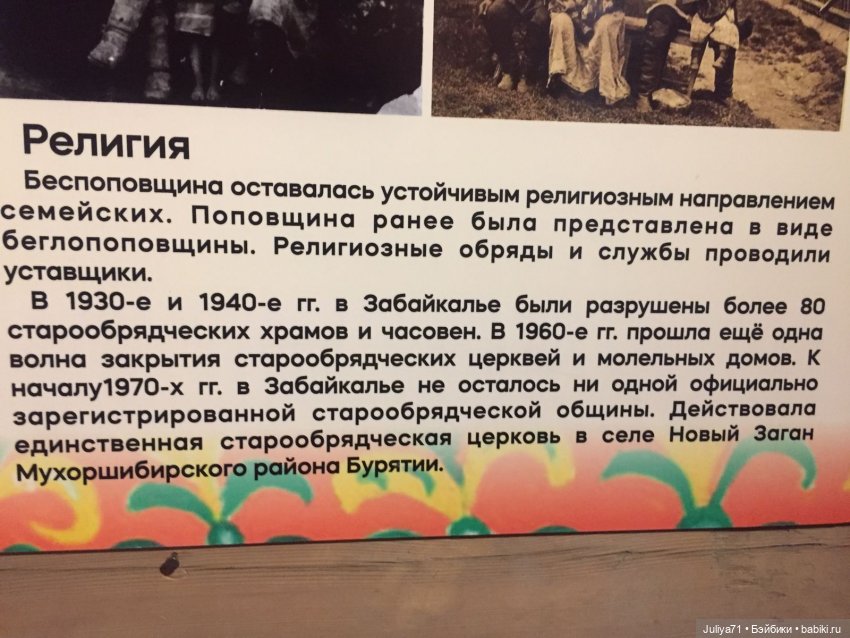 Религия
Беспоповщина оставалась устойчивым религиозным направлением
семейских. Поповщина ранее была представлена в виде
беглопоповщины. Религиозные обряды и службы проводили
уставщики.
В 1930-е и 1940-е гг. в Забайкалье были разрушены более 80
старообрядческих храмов и часовен. В 1960-е гг. прошла ещё одна
волна закрытия старообрядческих церквей и молельных домов. К
началу1970-х гг. в Забайкалье не осталось ни одной официально
зарегистрированной старообрядческой общины. Действовала
единственная старообрядческая церковь в селе Новый Заган
Мухоршибирского района Бурятии.
Juliya71 • Бэйбики • babiki.ru